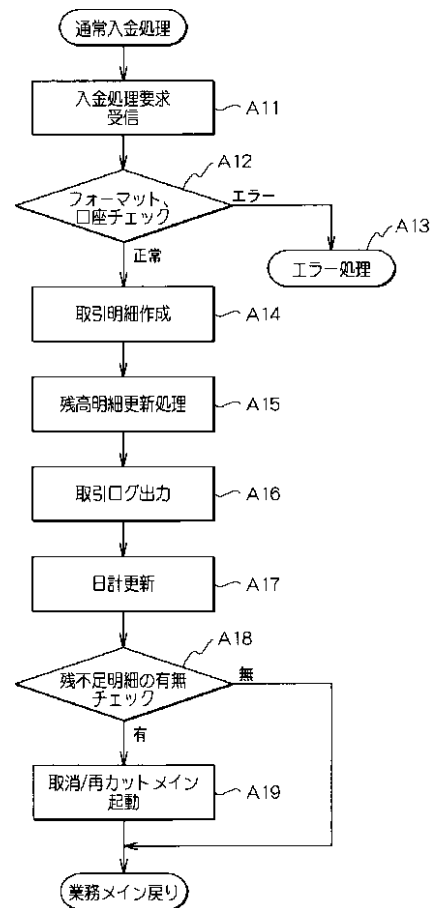 通常入金処理
入金処理要求
受信
A11
A12
フォーマット、
口座チェック
エラー
A13
エラー処理
正常
取引明細作成
A14
残高明細更新処理
A15
取引ログ出力
A16
日計更新
A17
A18
残不足明細の有無
チェック
無
有
取消/再カットメイン
起動
A19
業務メイン戻り